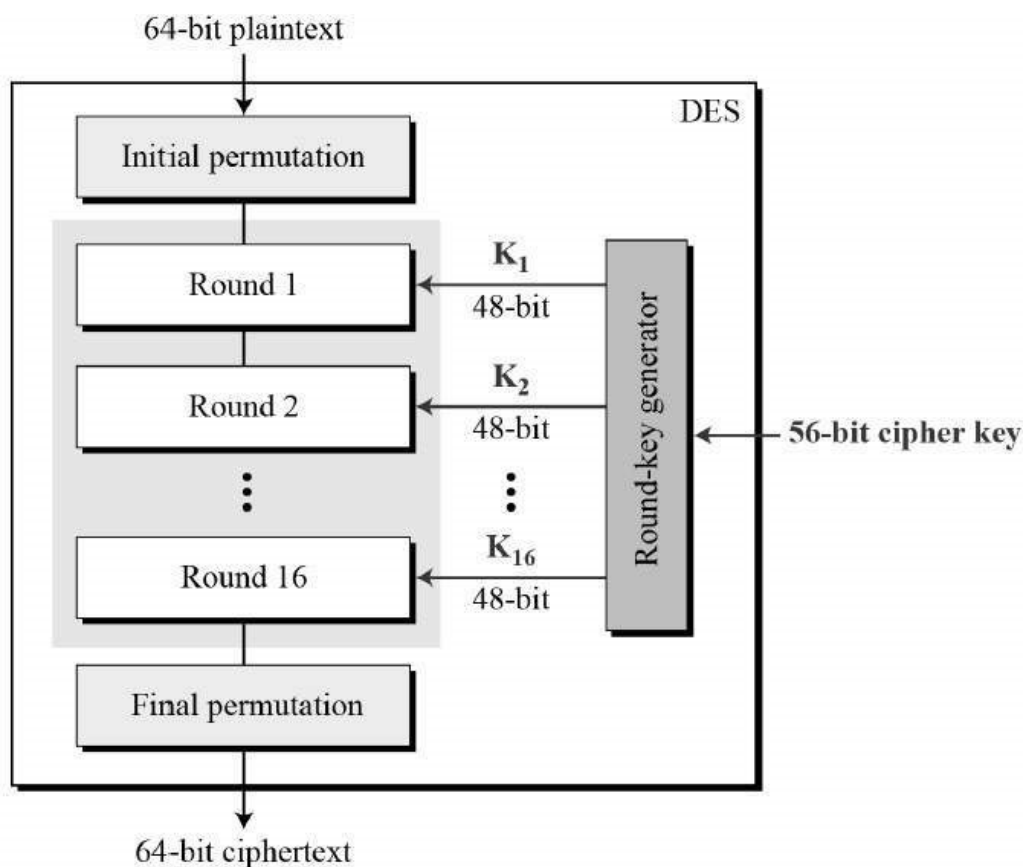 64-bit plaintext
DES
Initial permutation
Round 1
K1
48-bit
Round 2
K2
48-bit
Round 16
K16
48-bit
Round-key generator
56-bit cipher key
Final permutation
64-bit ciphertext